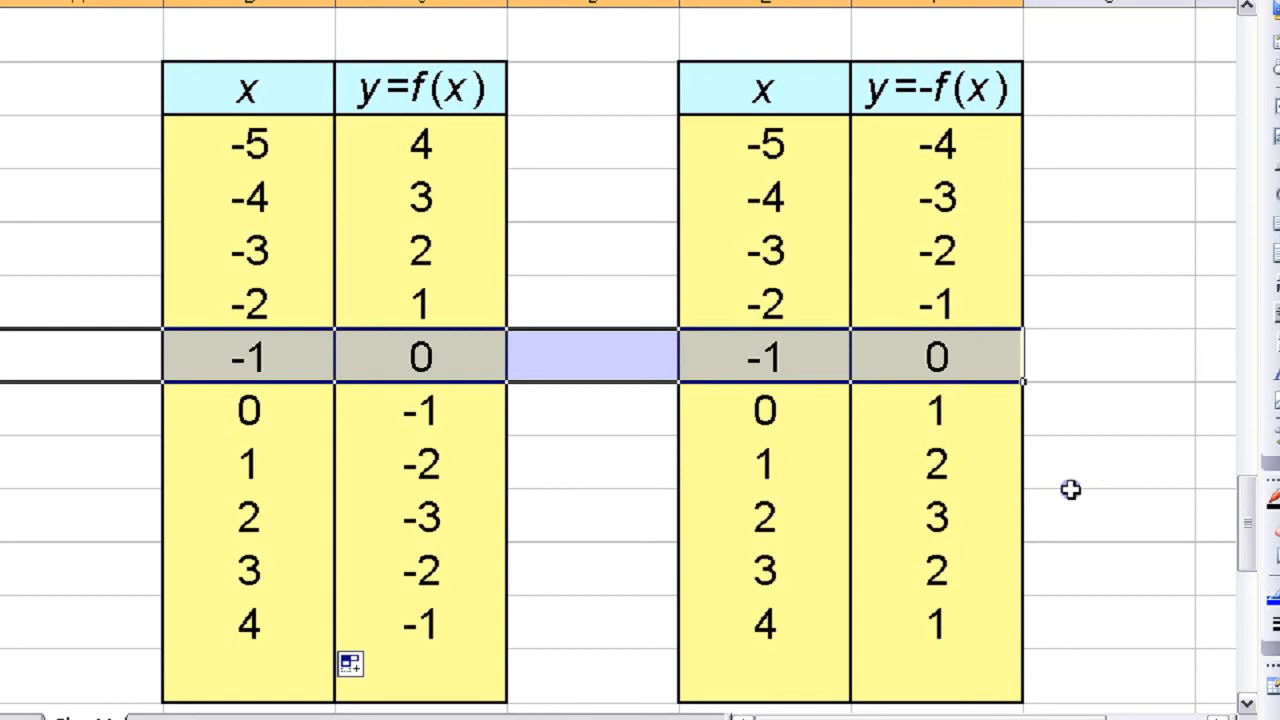 x y=f(x) x y=-f(x)
-5 4 -5 -4
-4 3 -4 -3
-3 2 -3 -2
-2 1 -2 -1
-1 0 -1 0
0 -1 0 1
1 -2 1 2
2 -3 2 3
3 -2 3 2
4 -1 4 1